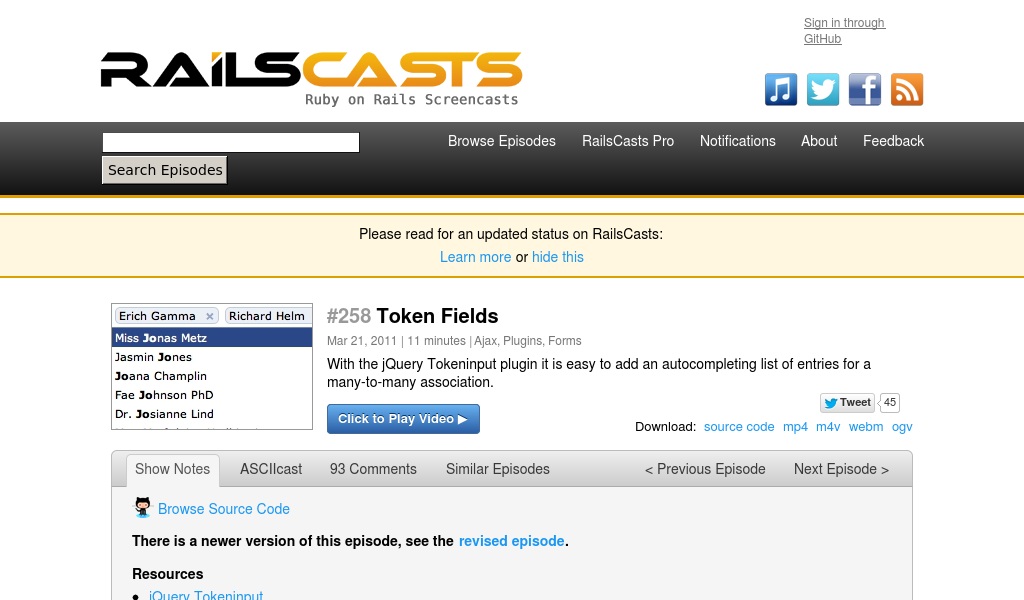 Sign in through
GitHub
RAILSCASTS
Ruby on Rails Screencasts
Browse Episodes RailsCasts Pro Notifications About Feedback
Search Episodes
Please read for an updated status on RailsCasts:
Learn more or hide this
Erich Gamma × Richard Helm
Miss Jonas Metz
Jasmin Jones
Joana Champlin
Fae Johnson PhD
Dr. Josianne Lind
#258 Token Fields
Mar 21, 2011 | 11 minutes | Ajax, Plugins, Forms
With the jQuery Tokeninput plugin it is easy to add an autocompleting list of entries for a
many-to-many association.
Click to Play Video ▶
Tweet 45
Download: source code mp4 m4v webm ogv
Show Notes ASCIIcast 93 Comments Similar Episodes < Previous Episode Next Episode >
Browse Source Code
There is a newer version of this episode, see the revised episode.
Resources
• jQuery Tokeninput